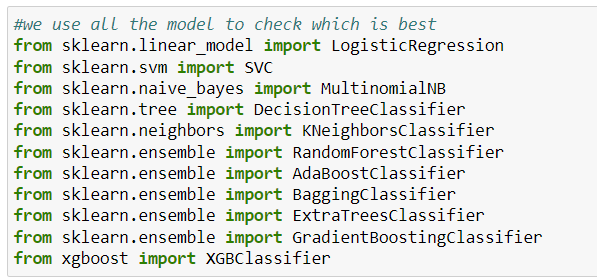 #we use all the model to check which is best
from sklearn.linear_model import LogisticRegression
from sklearn.svm import SVC
from sklearn.naive_bayes import MultinomialNB
from sklearn.tree import DecisionTreeClassifier
from sklearn.neighbors import KNeighborsClassifier
from sklearn.ensemble import RandomForestClassifier
from sklearn.ensemble import AdaBoostClassifier
from sklearn.ensemble import BaggingClassifier
from sklearn.ensemble import ExtraTreesClassifier
from sklearn.ensemble import GradientBoostingClassifier
from xgboost import XGBClassifier